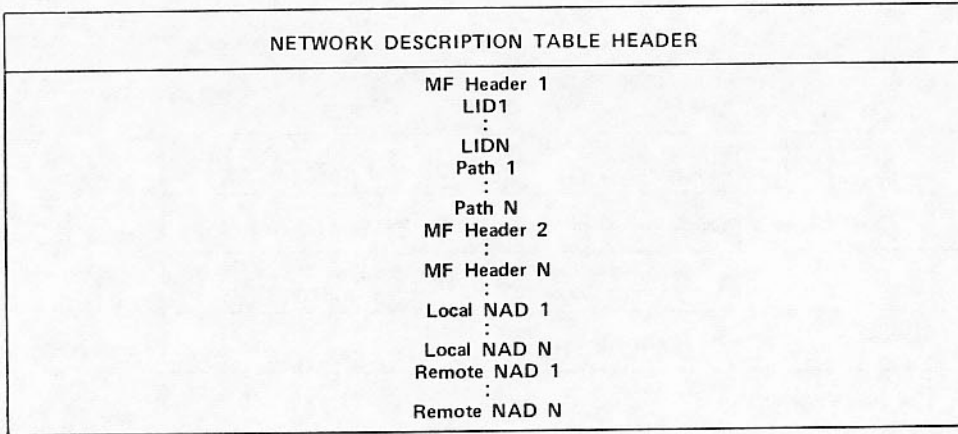 NETWORK DESCRIPTION TABLE HEADER
MF Header 1
LID1
:
LIDN
Path 1
:
Path N
MF Header 2
:
MF Header N
:
Local NAD 1
:
Local NAD N
Remote NAD 1
:
Remote NAD N